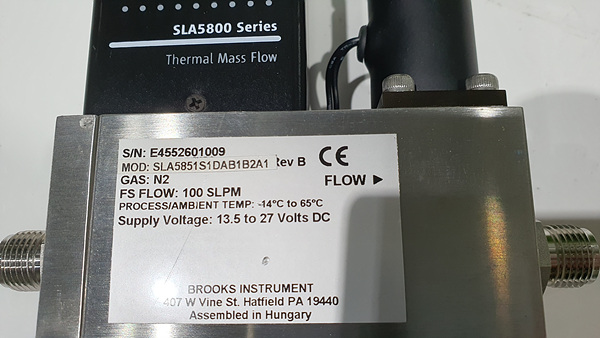 SLA5800 Series
Thermal Mass Flow
S/N: E4552601009
MOD: SLA5851S1DAB1B2A1 Rev B CE
GAS: N2
FLOW ►
FS FLOW: 100 SLPM
PROCESS/AMBIENT TEMP: -14°C to 65°C
Supply Voltage: 13.5 to 27 Volts DC
BROOKS INSTRUMENT
407 W Vine St. Hatfield PA 19440
Assembled in Hungary